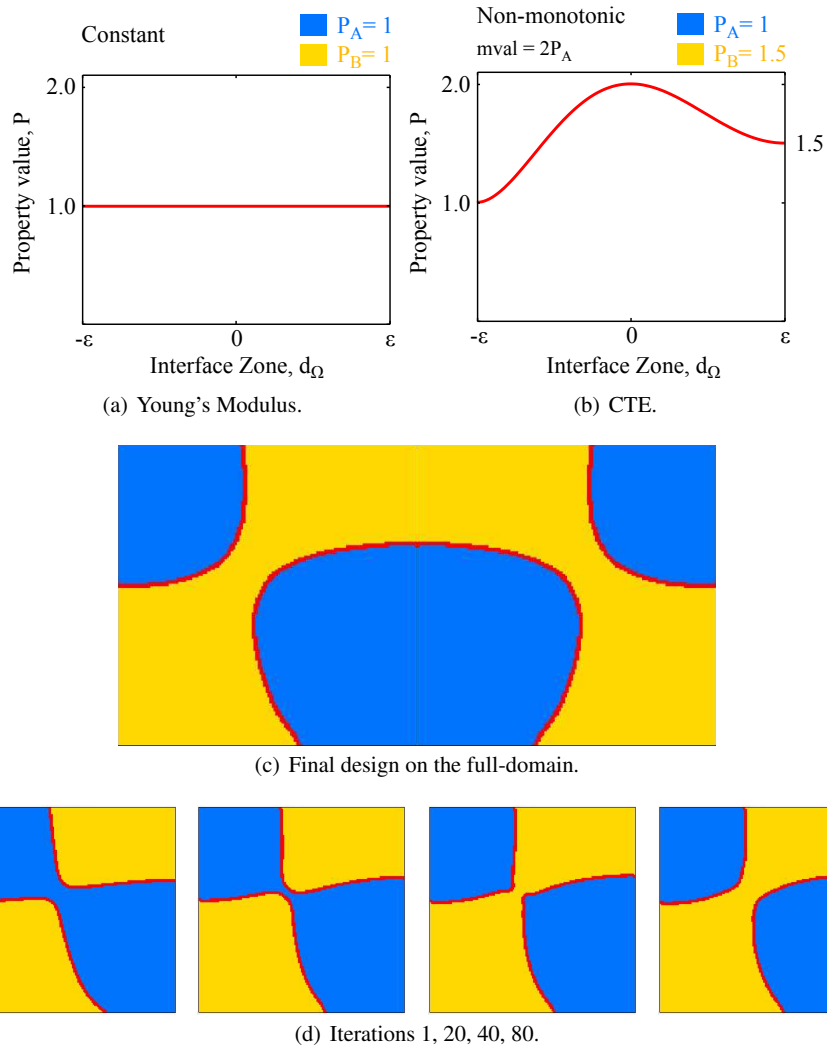 Constant
P_A= 1
P_B= 1
2.0
1.0
Property value, P
-ε 0 ε
Interface Zone, d_Ω
(a) Young's Modulus.
Non-monotonic
mval = 2P_A
P_A= 1
P_B= 1.5
2.0
1.5
1.0
Property value, P
-ε 0 ε
Interface Zone, d_Ω
(b) CTE.
(c) Final design on the full-domain.
(d) Iterations 1, 20, 40, 80.